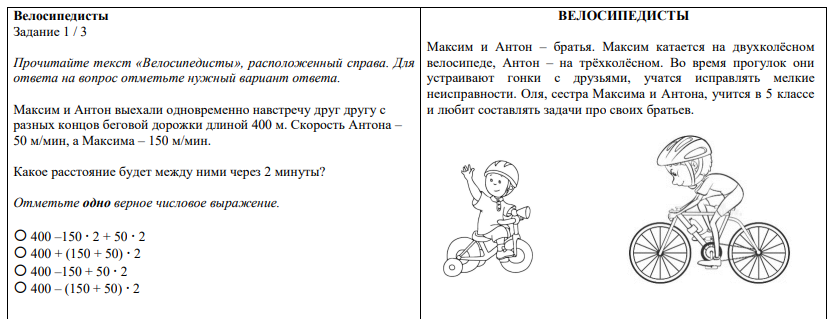 Велосипедисты
Задание 1 / 3
Прочитайте текст «Велосипедисты», расположенный справа. Для
ответа на вопрос отметьте нужный вариант ответа.
Максим и Антон выехали одновременно навстречу друг другу с
разных концов беговой дорожки длиной 400 м. Скорость Антона –
50 м/мин, а Максима – 150 м/мин.
Какое расстояние будет между ними через 2 минуты?
Отметьте одно верное числовое выражение.
400 –150 · 2 + 50 · 2
400 + (150 + 50) · 2
400 –150 + 50 · 2
400 – (150 + 50) · 2
ВЕЛОСИПЕДИСТЫ
Максим и Антон – братья. Максим катается на двухколёсном
велосипеде, Антон – на трёхколёсном. Во время прогулок они
устраивают гонки с друзьями, учатся исправлять мелкие
неисправности. Оля, сестра Максима и Антона, учится в 5 классе
и любит составлять задачи про своих братьев.